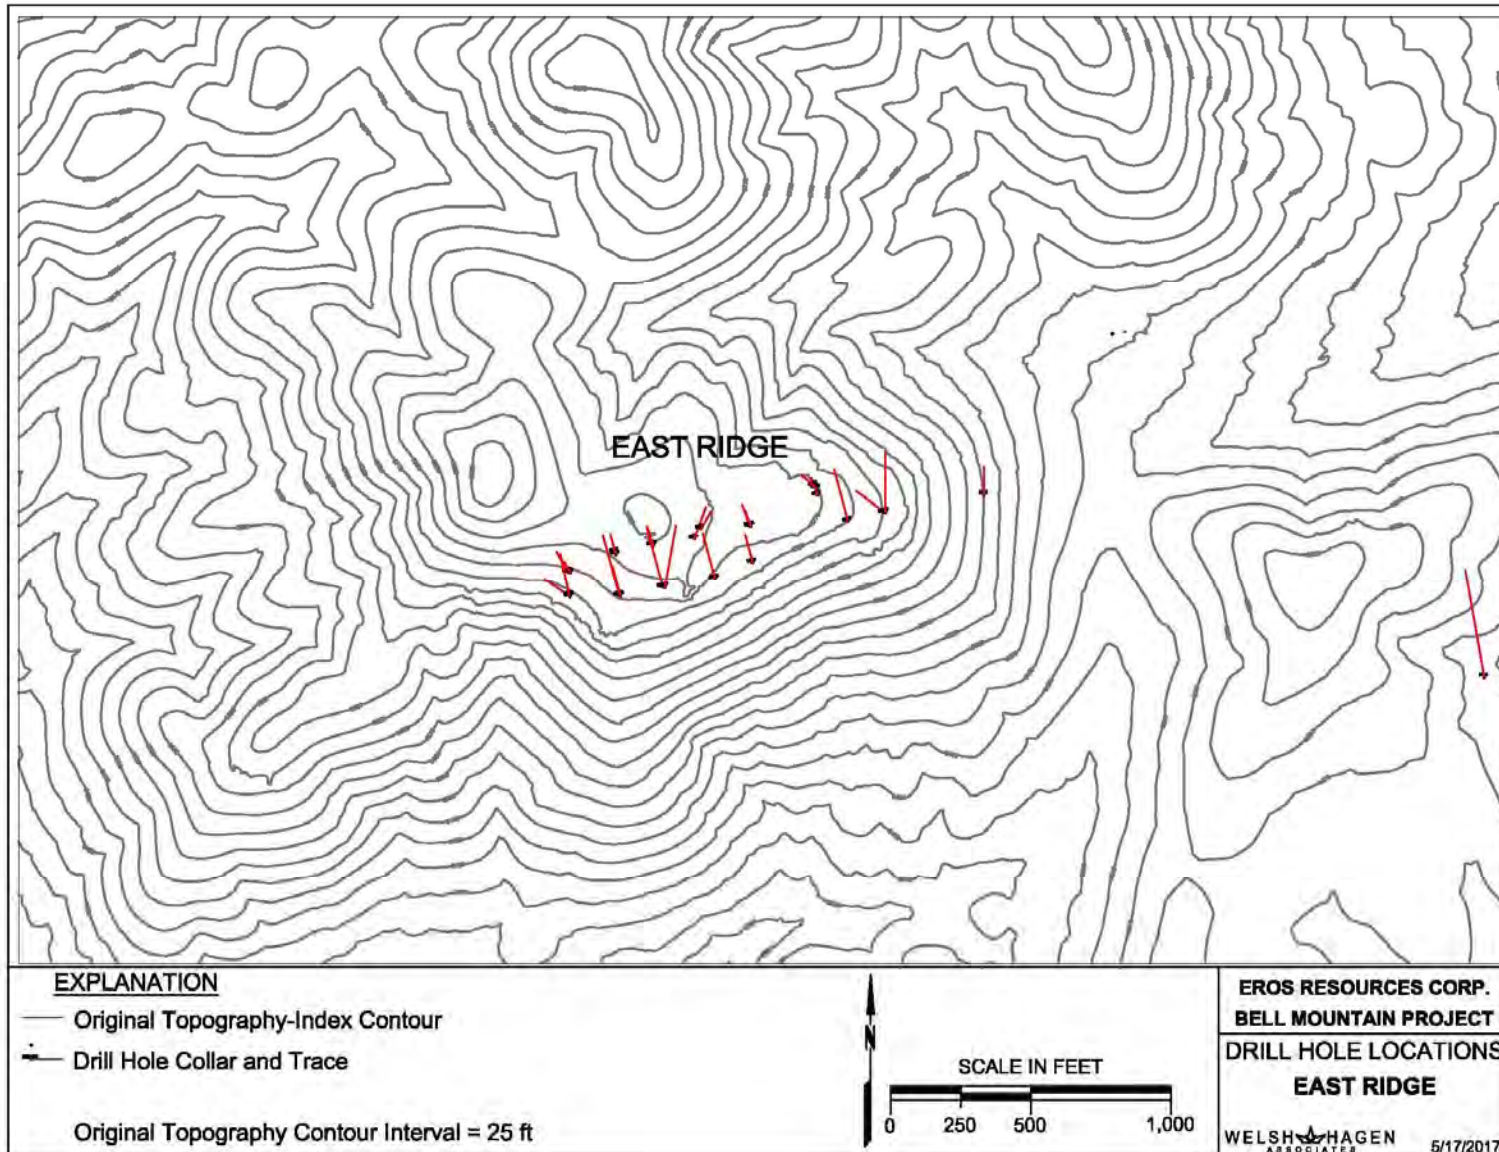 EAST RIDGE
EXPLANATION
Original Topography-Index Contour
Drill Hole Collar and Trace
Original Topography Contour Interval = 25 ft
N
SCALE IN FEET
0 250 500 1,000
EROS RESOURCES CORP.
BELL MOUNTAIN PROJECT
DRILL HOLE LOCATIONS
EAST RIDGE
WELSH HAGEN
ASSOCIATES
5/17/2017